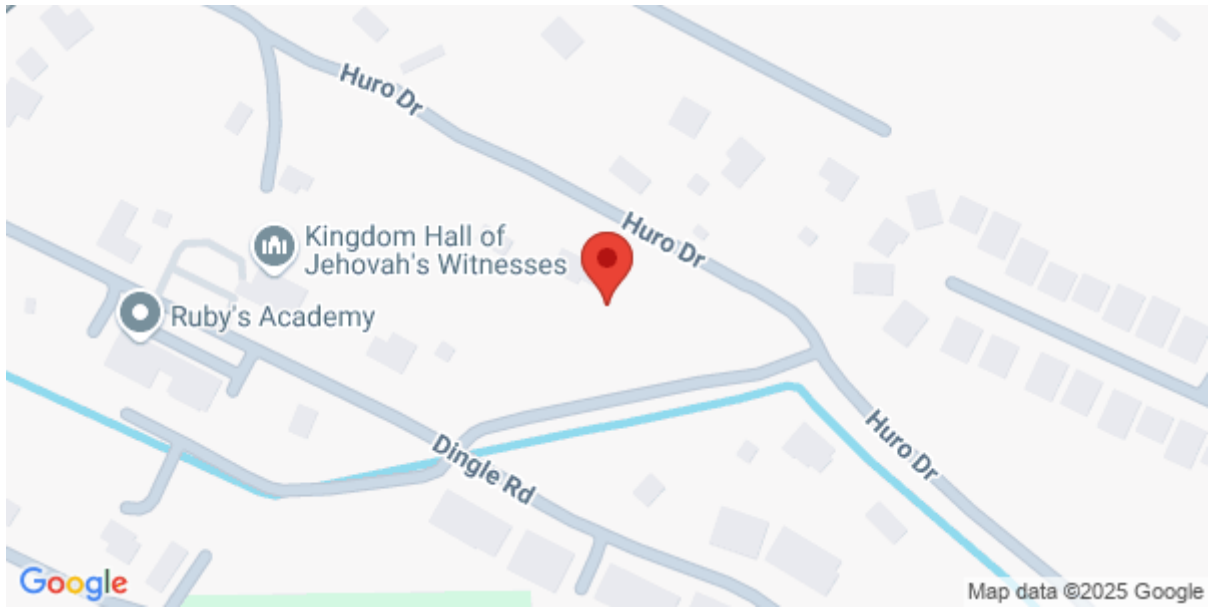 Huro Dr
Huro Dr
Kingdom Hall of
Jehovah's Witnesses
Ruby's Academy
Huro Dr
Dingle Rd
Google
Map data ©2025 Google